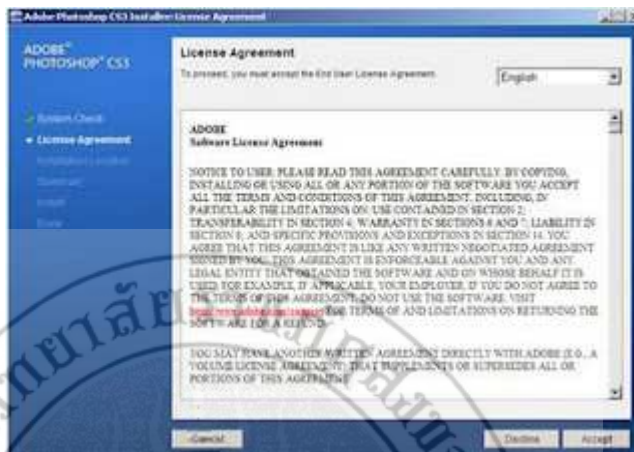 Adobe Photoshop CS3 Installer: License Agreement
ADOBE®
PHOTOSHOP® CS3
System Check
License Agreement
Installation Location
Summary
Install
License Agreement
To proceed, you must accept the End User License Agreement.
English
ADOBE
Software License Agreement
NOTICE TO USER: PLEASE READ THIS AGREEMENT CAREFULLY. BY COPYING,
INSTALLING OR USING ALL OR ANY PORTION OF THE SOFTWARE YOU ACCEPT
ALL THE TERMS AND CONDITIONS OF THIS AGREEMENT, INCLUDING, IN
PARTICULAR THE LIMITATIONS ON: USE CONTAINED IN SECTION 2;
TRANSFERABILITY IN SECTION 4; WARRANTY IN SECTIONS 6 AND 7; LIABILITY IN
SECTION 8; AND SPECIFIC PROVISIONS AND EXCEPTIONS IN SECTION 14. YOU
AGREE THAT THIS AGREEMENT IS LIKE ANY WRITTEN NEGOTIATED AGREEMENT
SIGNED BY YOU. THIS AGREEMENT IS ENFORCEABLE AGAINST YOU AND ANY
LEGAL ENTITY THAT OBTAINED THE SOFTWARE AND ON WHOSE BEHALF IT IS
USED: FOR EXAMPLE, IF APPLICABLE, YOUR EMPLOYER. IF YOU DO NOT AGREE TO
THE TERMS OF THIS AGREEMENT, DO NOT USE THE SOFTWARE. VISIT
FOR TERMS OF AND LIMITATIONS ON RETURNING THE
SOFTWARE FOR A REFUND.
YOU MAY HAVE ANOTHER WRITTEN AGREEMENT DIRECTLY WITH ADOBE (E.G., A
VOLUME LICENSE AGREEMENT) THAT SUPPLEMENTS OR SUPERSEDES ALL OR
PORTIONS OF THIS AGREEMENT.
Cancel
Decline
Accept